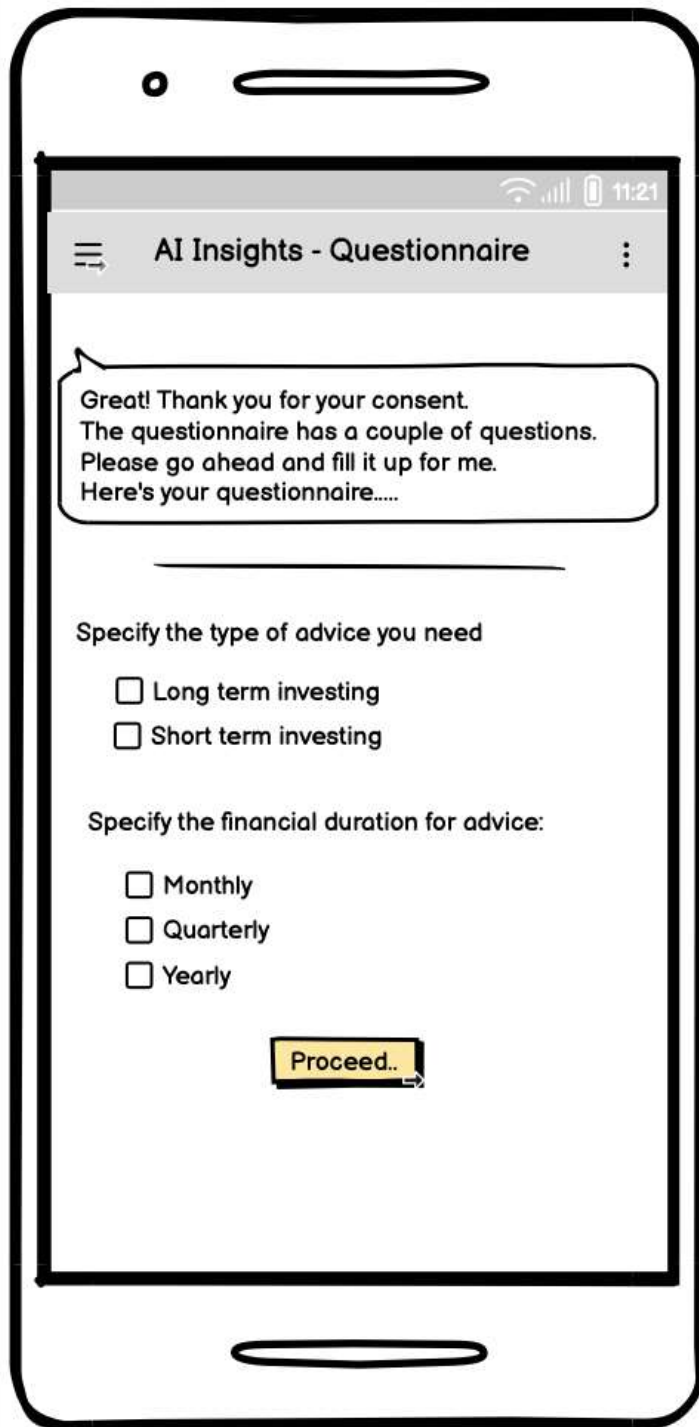 11:21
AI Insights - Questionnaire
Great! Thank you for your consent.
The questionnaire has a couple of questions.
Please go ahead and fill it up for me.
Here's your questionnaire.....
Specify the type of advice you need
Long term investing
Short term investing
Specify the financial duration for advice:
Monthly
Quarterly
Yearly
Proceed..